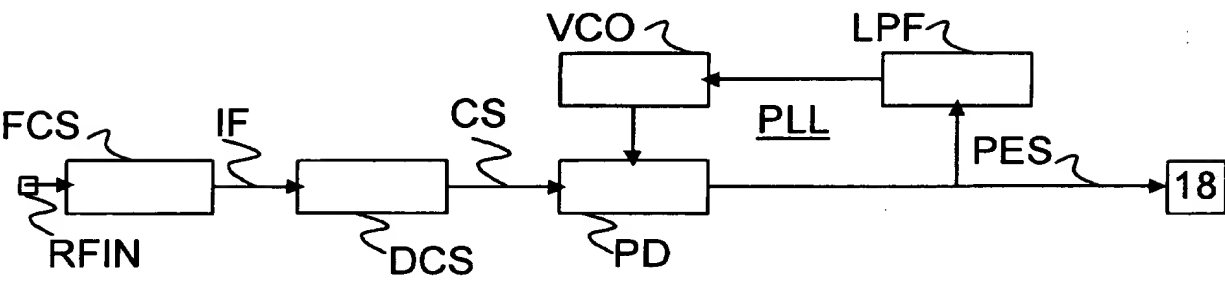 VCO
LPF
FCS
IF
CS
PLL
PES
18
RFIN
DCS
PD